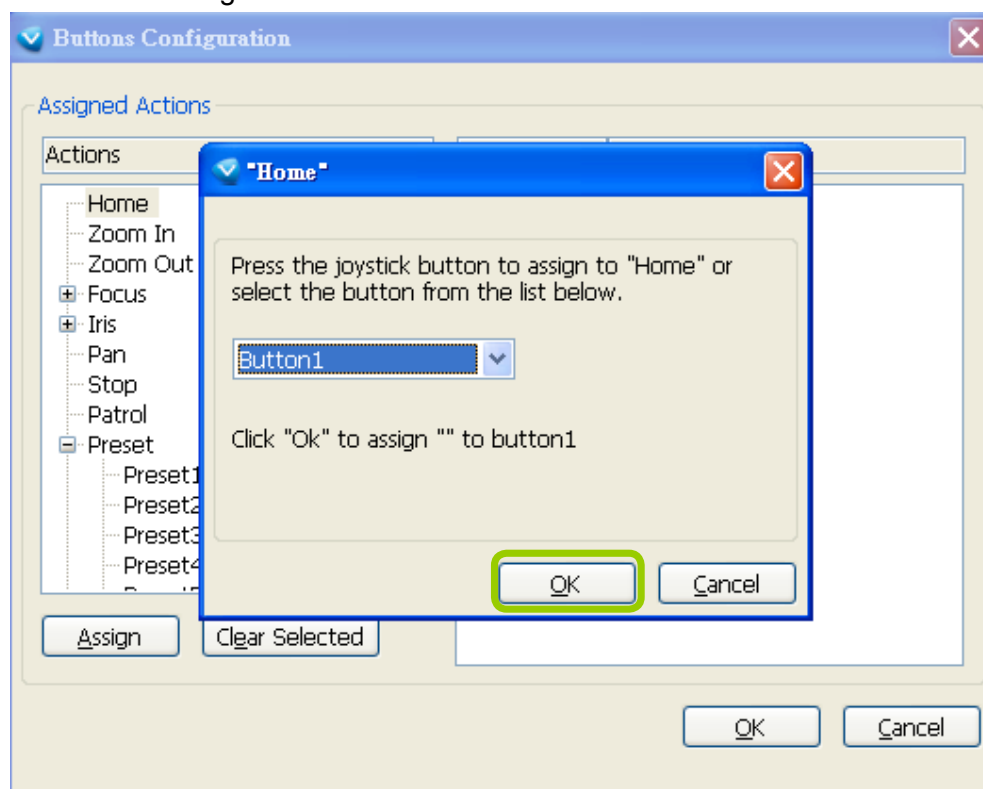 Buttons Configuration
Assigned Actions
Actions
Home
Zoom In
Zoom Out
Focus
Iris
Pan
Stop
Patrol
Preset
Preset1
Preset2
Preset3
Preset4
"Home"
Press the joystick button to assign to "Home" or
select the button from the list below.
Button1
Click "Ok" to assign "" to button1
OK Cancel
Assign Clear Selected
OK Cancel